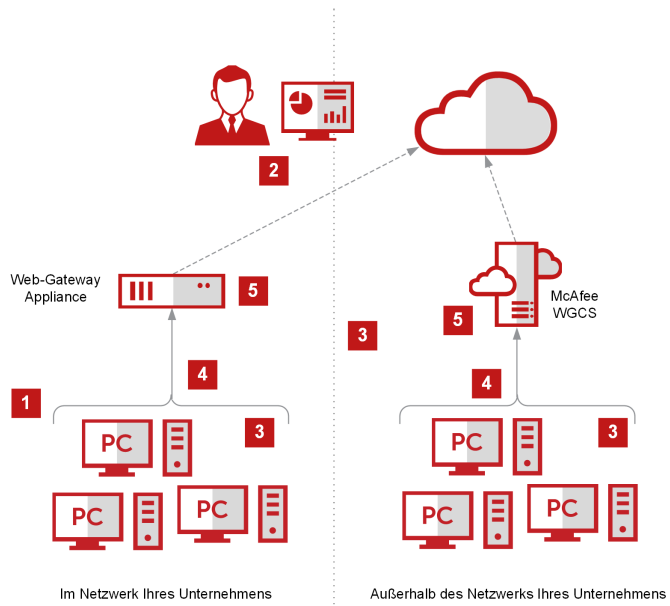 2
Web-Gateway
Appliance
5
McAfee
WGCS
5
3
4
4
1
3
3
PC
PC
PC
PC
PC
PC
Im Netzwerk Ihres Unternehmens
Außerhalb des Netzwerks Ihres Unternehmens